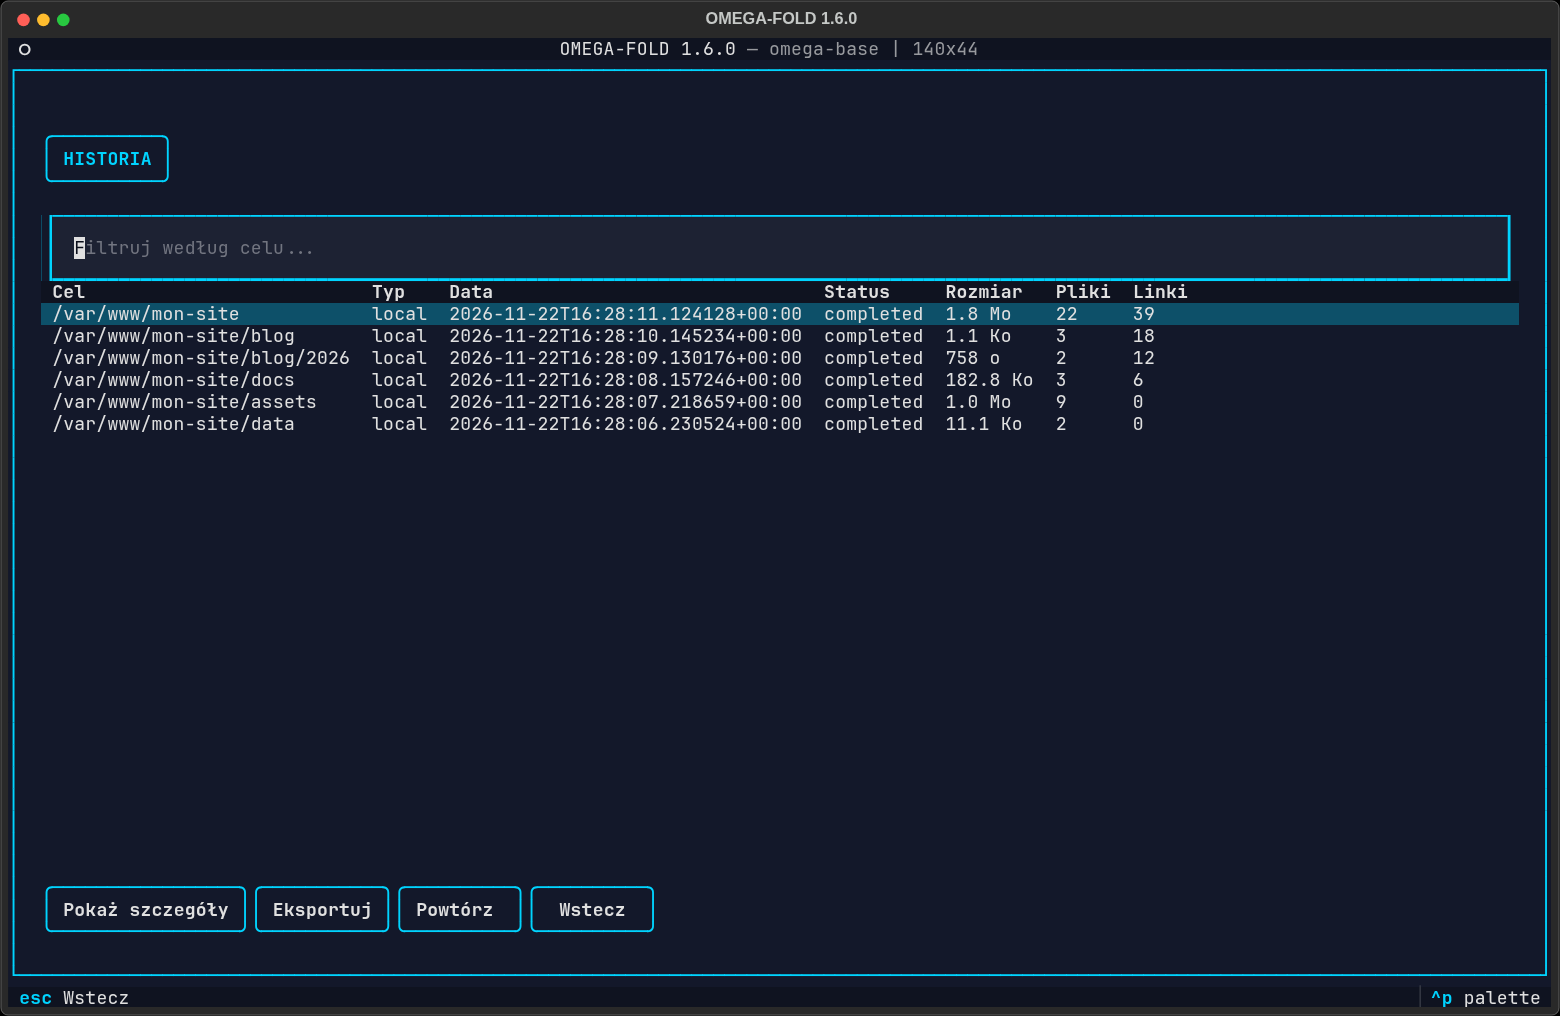 OMEGA-FOLD 1.6.0
OMEGA-FOLD 1.6.0 — omega-base | 140x44
HISTORIA
Filtruj według celu...
Cel Typ Data Status Rozmiar Pliki Linki
/var/www/mon-site local 2026-11-22T16:28:11.124128+00:00 completed 1.8 Mo 22 39
/var/www/mon-site/blog local 2026-11-22T16:28:10.145234+00:00 completed 1.1 Ko 3 18
/var/www/mon-site/blog/2026 local 2026-11-22T16:28:09.130176+00:00 completed 758 o 2 12
/var/www/mon-site/docs local 2026-11-22T16:28:08.157246+00:00 completed 182.8 Ko 3 6
/var/www/mon-site/assets local 2026-11-22T16:28:07.218659+00:00 completed 1.0 Mo 9 0
/var/www/mon-site/data local 2026-11-22T16:28:06.230524+00:00 completed 11.1 Ko 2 0
Pokaż szczegóły Eksportuj Powtórz Wstecz
esc Wstecz ^p palette